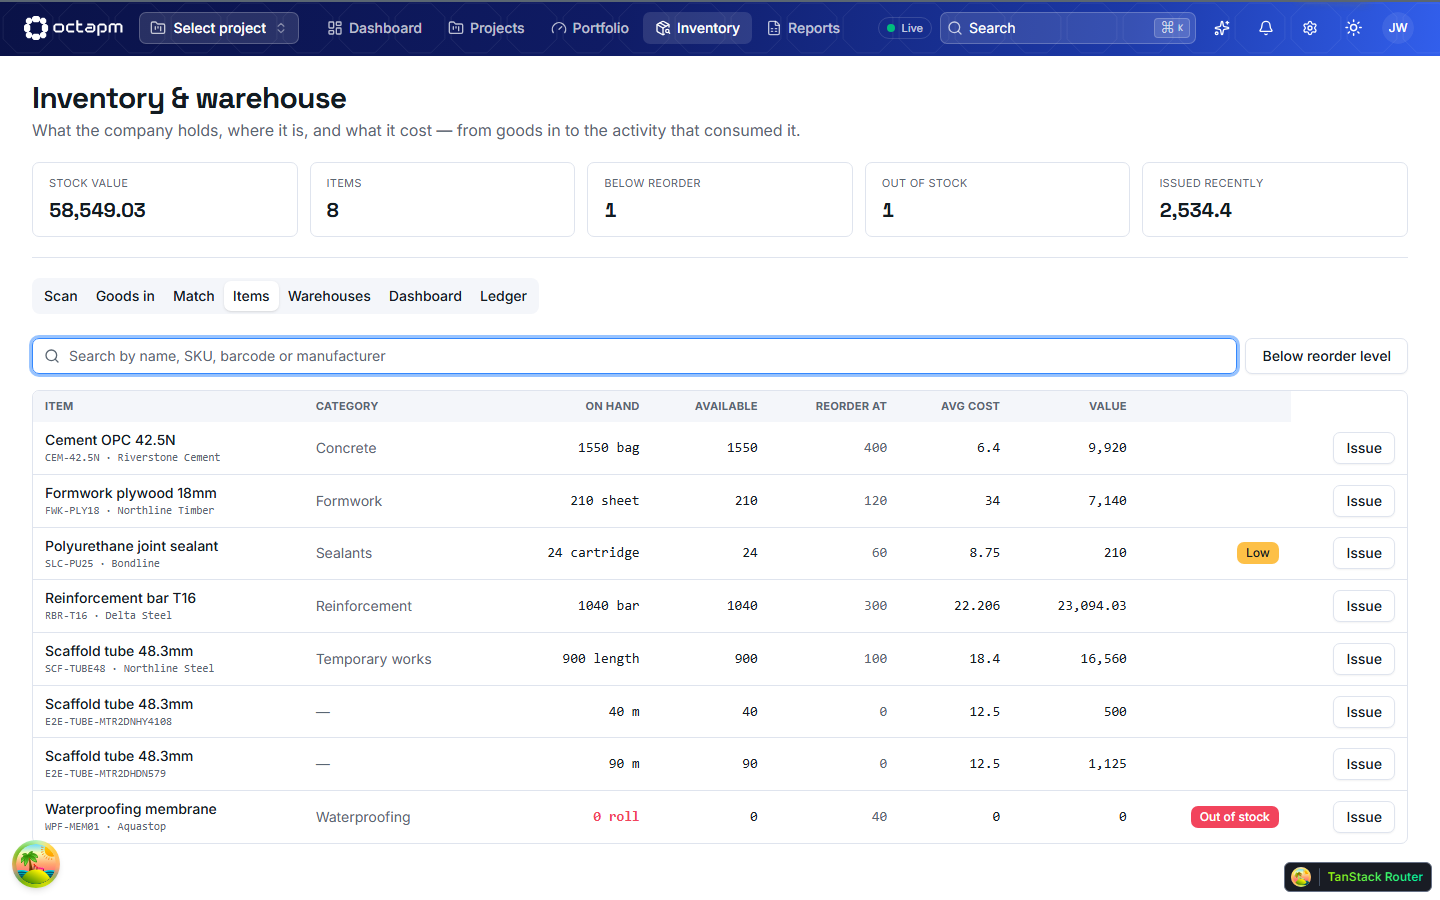 octapm
Select project
Dashboard
Projects
Portfolio
Inventory
Reports
Live
Search
⌘ K
JW
Inventory & warehouse
What the company holds, where it is, and what it cost — from goods in to the activity that consumed it.
STOCK VALUE
58,549.03
ITEMS
8
BELOW REORDER
1
OUT OF STOCK
1
ISSUED RECENTLY
2,534.4
Scan Goods in Match Items Warehouses Dashboard Ledger
Search by name, SKU, barcode or manufacturer
Below reorder level
ITEM CATEGORY ON HAND AVAILABLE REORDER AT AVG COST VALUE
Cement OPC 42.5N
CEM-42.5N · Riverstone Cement
Concrete 1550 bag 1550 400 6.4 9,920 Issue
Formwork plywood 18mm
FWK-PLY18 · Northline Timber
Formwork 210 sheet 210 120 34 7,140 Issue
Polyurethane joint sealant
SLC-PU25 · Bondline
Sealants 24 cartridge 24 60 8.75 210 Low Issue
Reinforcement bar T16
RBR-T16 · Delta Steel
Reinforcement 1040 bar 1040 300 22.206 23,094.03 Issue
Scaffold tube 48.3mm
SCF-TUBE48 · Northline Steel
Temporary works 900 length 900 100 18.4 16,560 Issue
Scaffold tube 48.3mm
E2E-TUBE-MTR2DNHY4108
— 40 m 40 0 12.5 500 Issue
Scaffold tube 48.3mm
E2E-TUBE-MTR2DHDN579
— 90 m 90 0 12.5 1,125 Issue
Waterproofing membrane
WPF-MEM01 · Aquastop
Waterproofing 0 roll 0 40 0 0 Out of stock Issue
TanStack Router